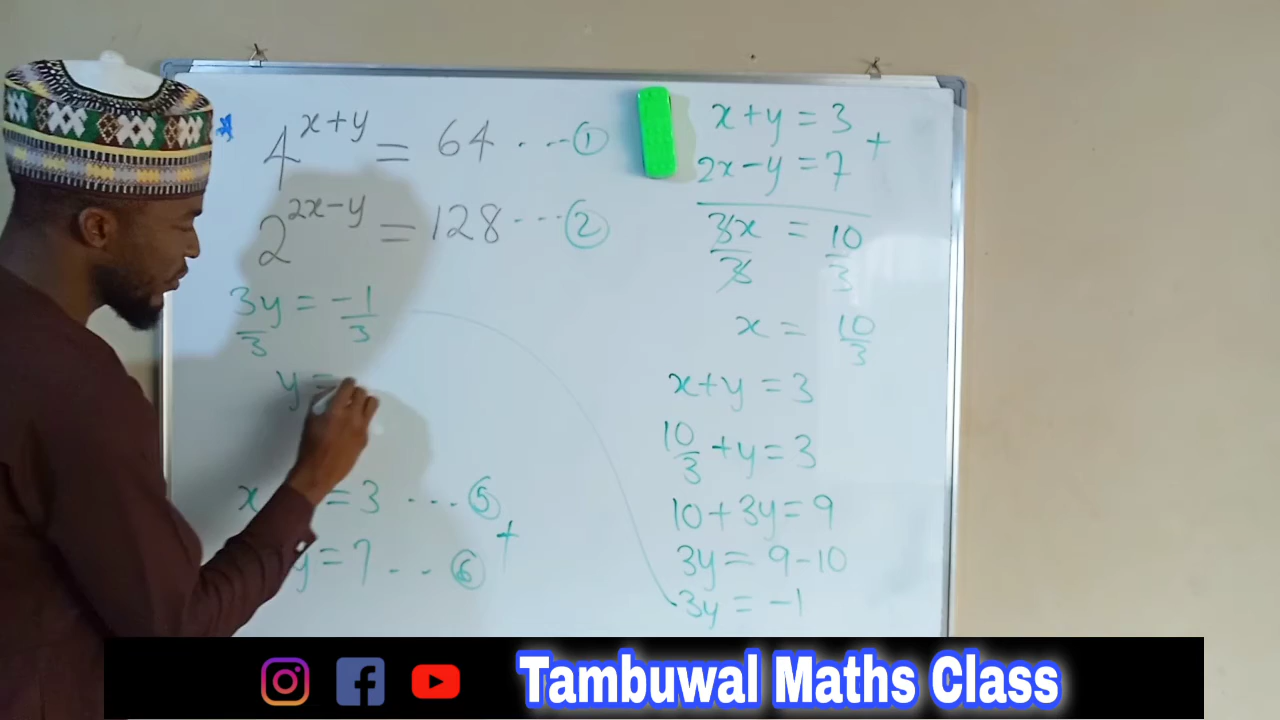 4^{x+y} = 64 ... ①
2^{2x-y} = 128 ... ②
3y/3 = -1/3
y =
x = 3 ... ⑤
y = 7 ... ⑥ +
x + y = 3 +
2x - y = 7
3x/3 = 10/3
x = 10/3
x + y = 3
10/3 + y = 3
10 + 3y = 9
3y = 9 - 10
3y = -1
Tambuwal Maths Class